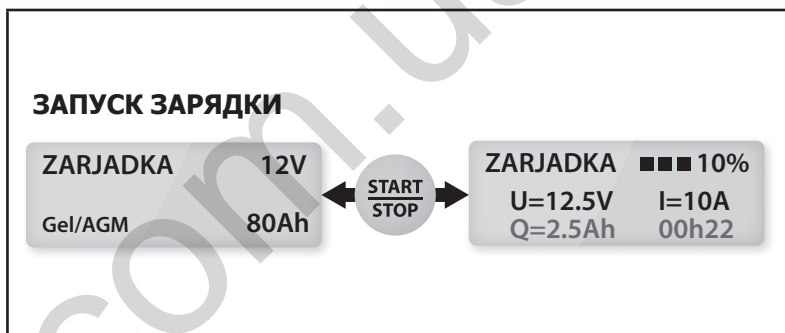 ЗАПУСК ЗАРЯДКИ
ZARJADKA 12V
Gel/AGM 80Ah
START
STOP
ZARJADKA 10%
U=12.5V I=10A
Q=2.5Ah 00h22